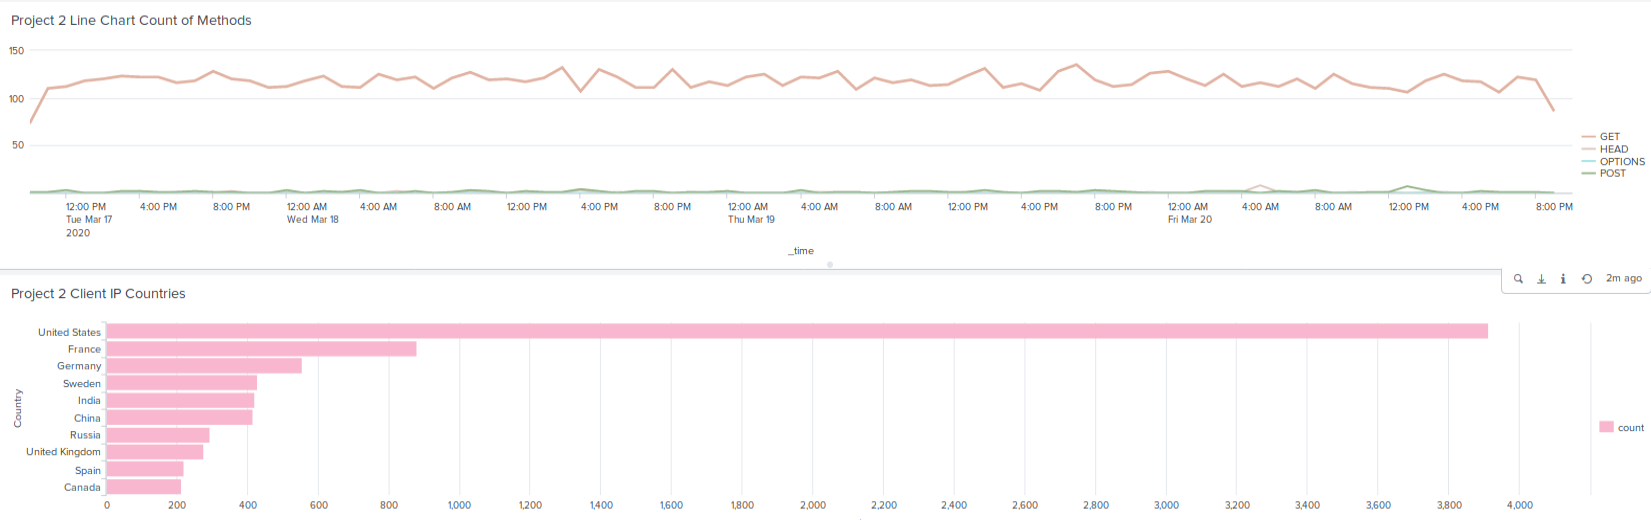 Project 2 Line Chart Count of Methods
150
100
50
GET
HEAD
OPTIONS
POST
12:00 PM 4:00 PM 8:00 PM 12:00 AM 4:00 AM 8:00 AM 12:00 PM 4:00 PM 8:00 PM 12:00 AM 4:00 AM 8:00 AM 12:00 PM 4:00 PM 8:00 PM 12:00 AM 4:00 AM 8:00 AM 12:00 PM 4:00 PM 8:00 PM
Tue Mar 17 Wed Mar 18 Thu Mar 19 Fri Mar 20
2020
_time
2m ago
Project 2 Client IP Countries
United States
France
Germany
Sweden
India
China
Russia
United Kingdom
Spain
Canada
Country
count
0 200 400 600 800 1,000 1,200 1,400 1,600 1,800 2,000 2,200 2,400 2,600 2,800 3,000 3,200 3,400 3,600 3,800 4,000